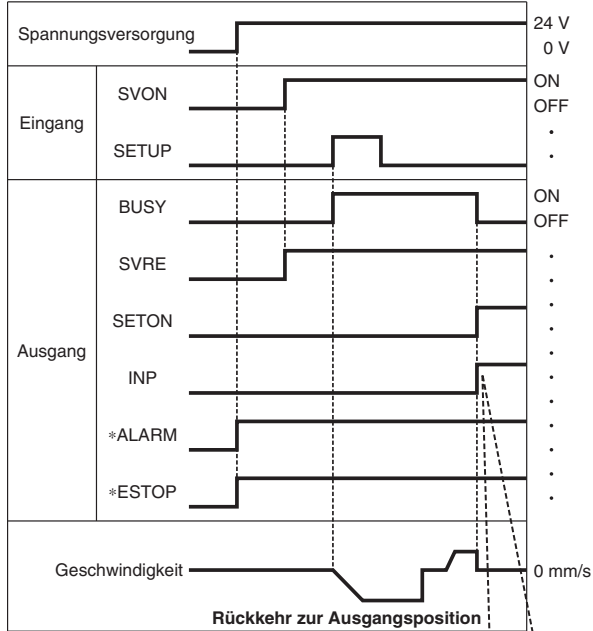 Spannungsversorgung
24 V
0 V
Eingang
SVON
ON
OFF
SETUP
Ausgang
BUSY
ON
OFF
SVRE
SETON
INP
*ALARM
*ESTOP
Geschwindigkeit
0 mm/s
Rückkehr zur Ausgangsposition